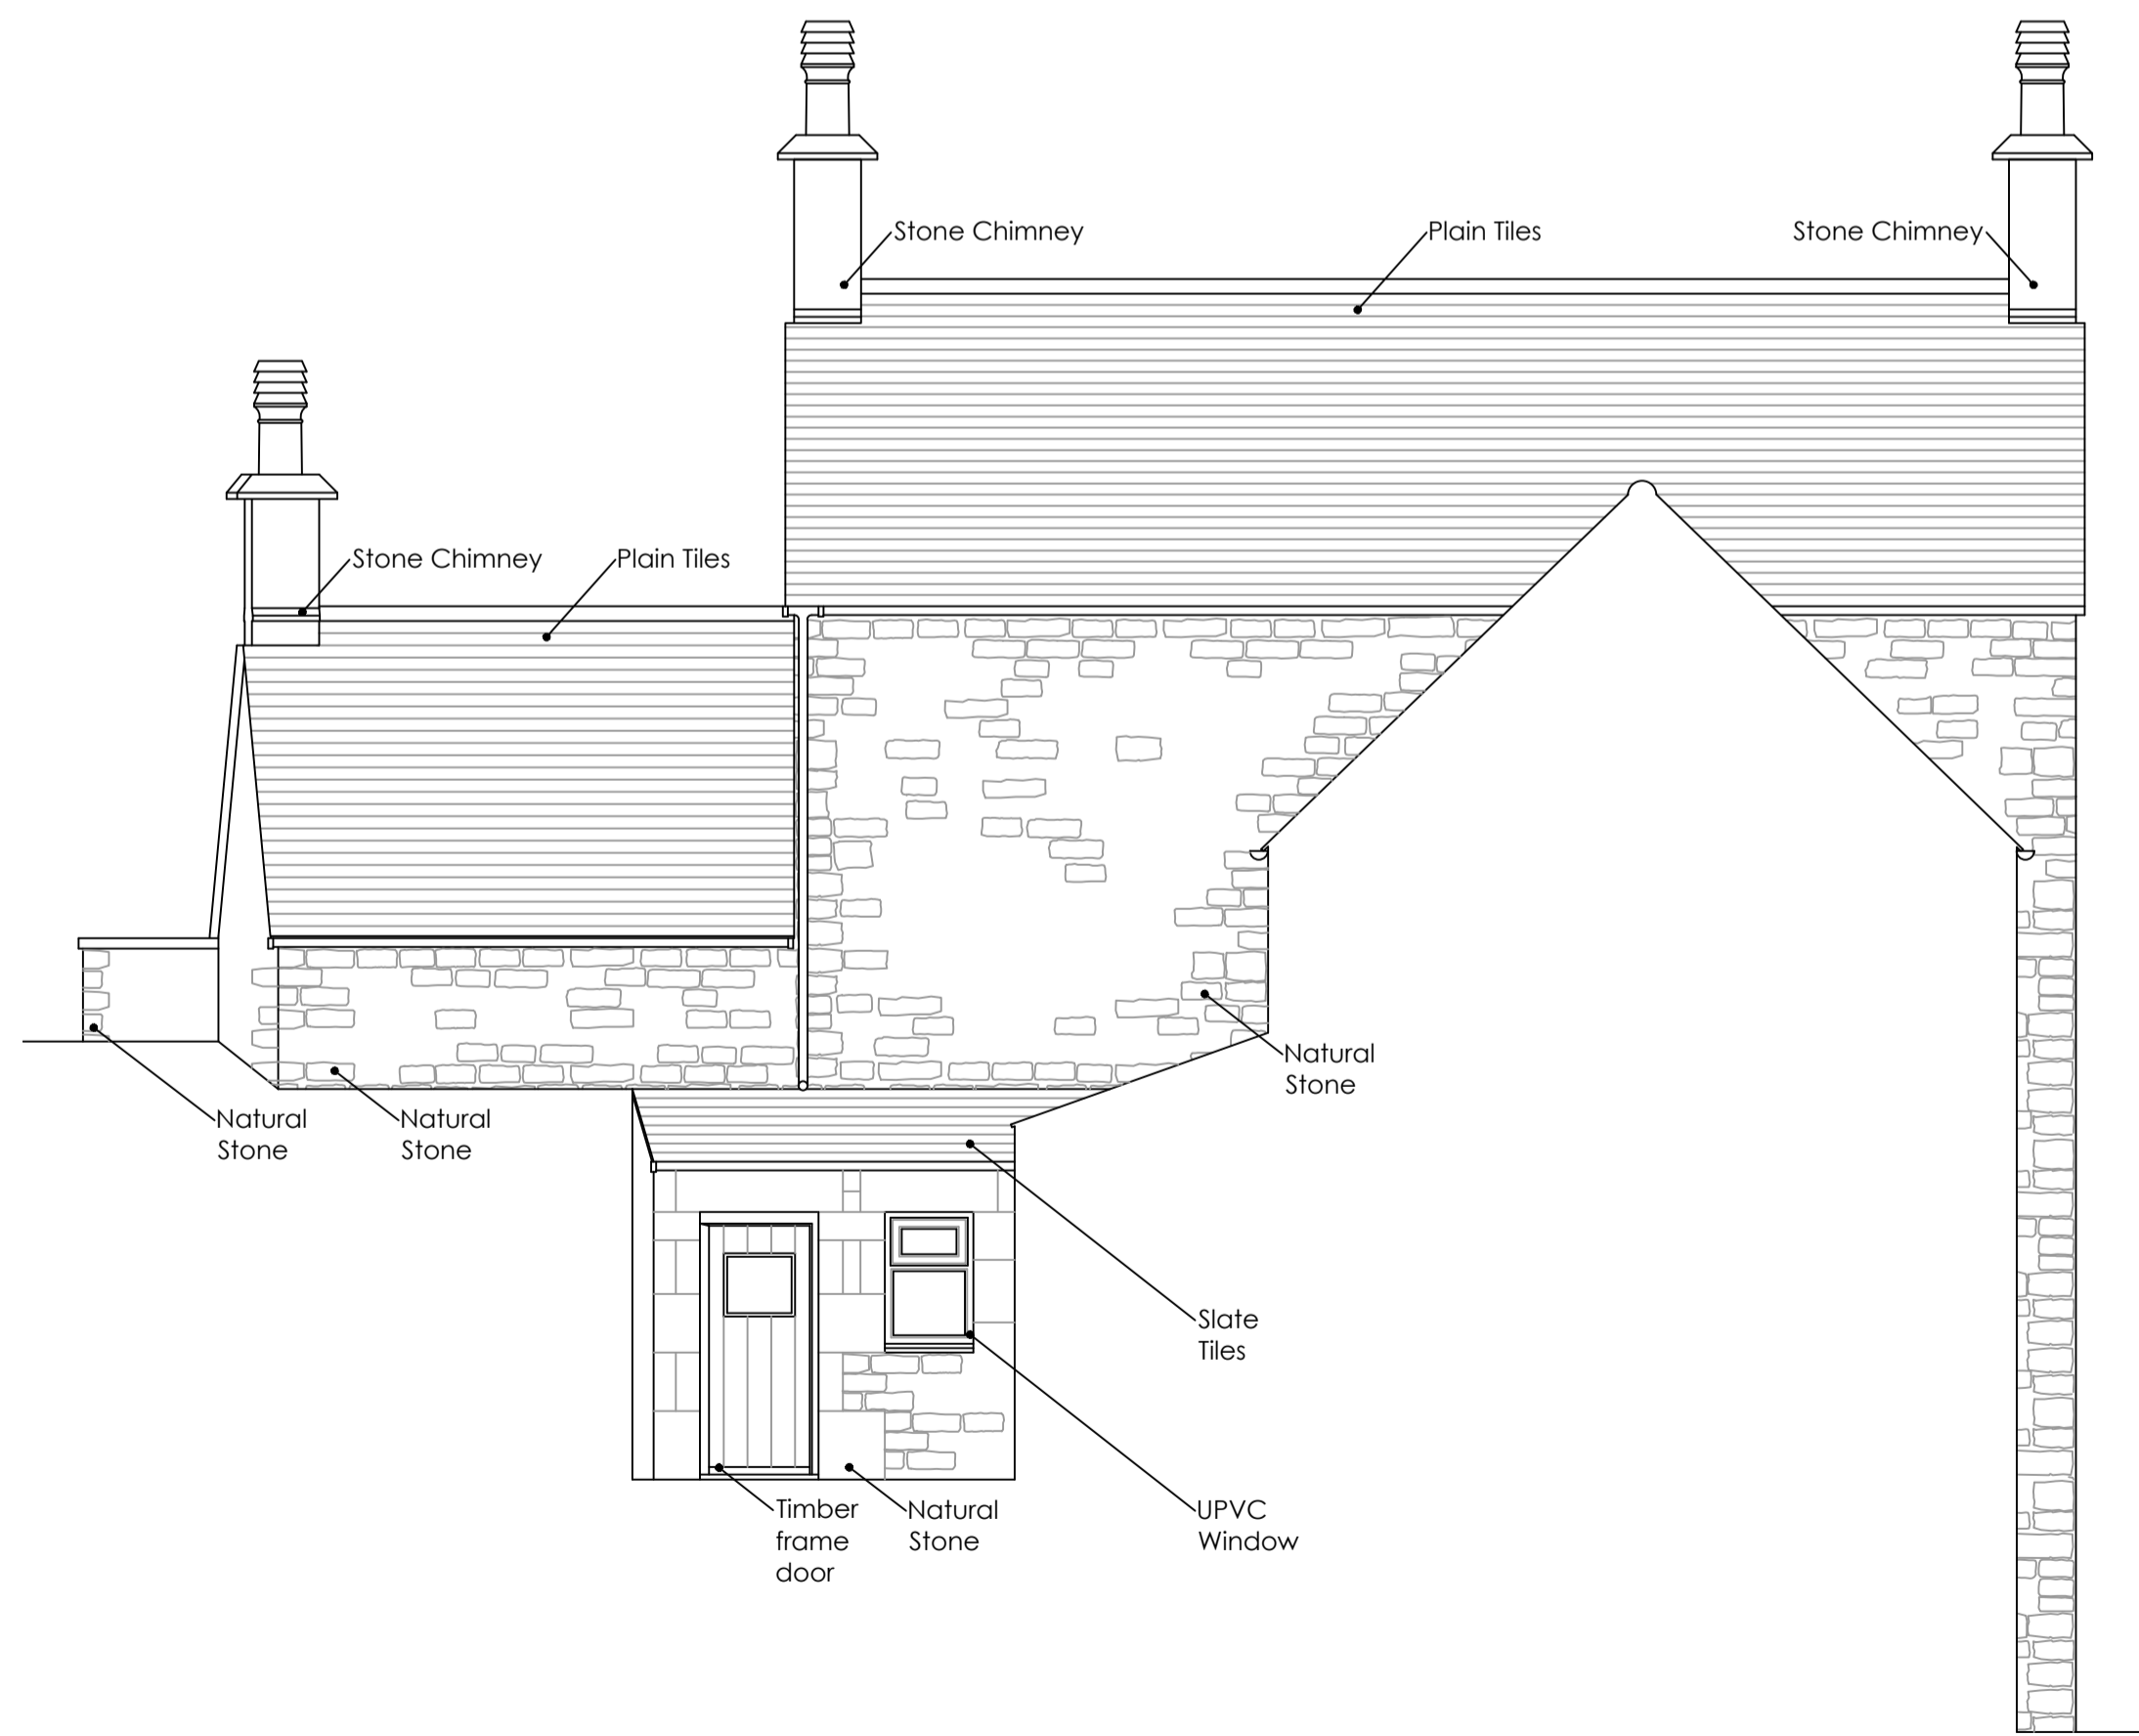 Stone Chimney
Plain Tiles
Stone Chimney
Stone Chimney
Plain Tiles
Natural
Stone
Natural
Stone
Natural
Stone
Slate
Tiles
Timber
frame
door
Natural
Stone
UPVC
Window